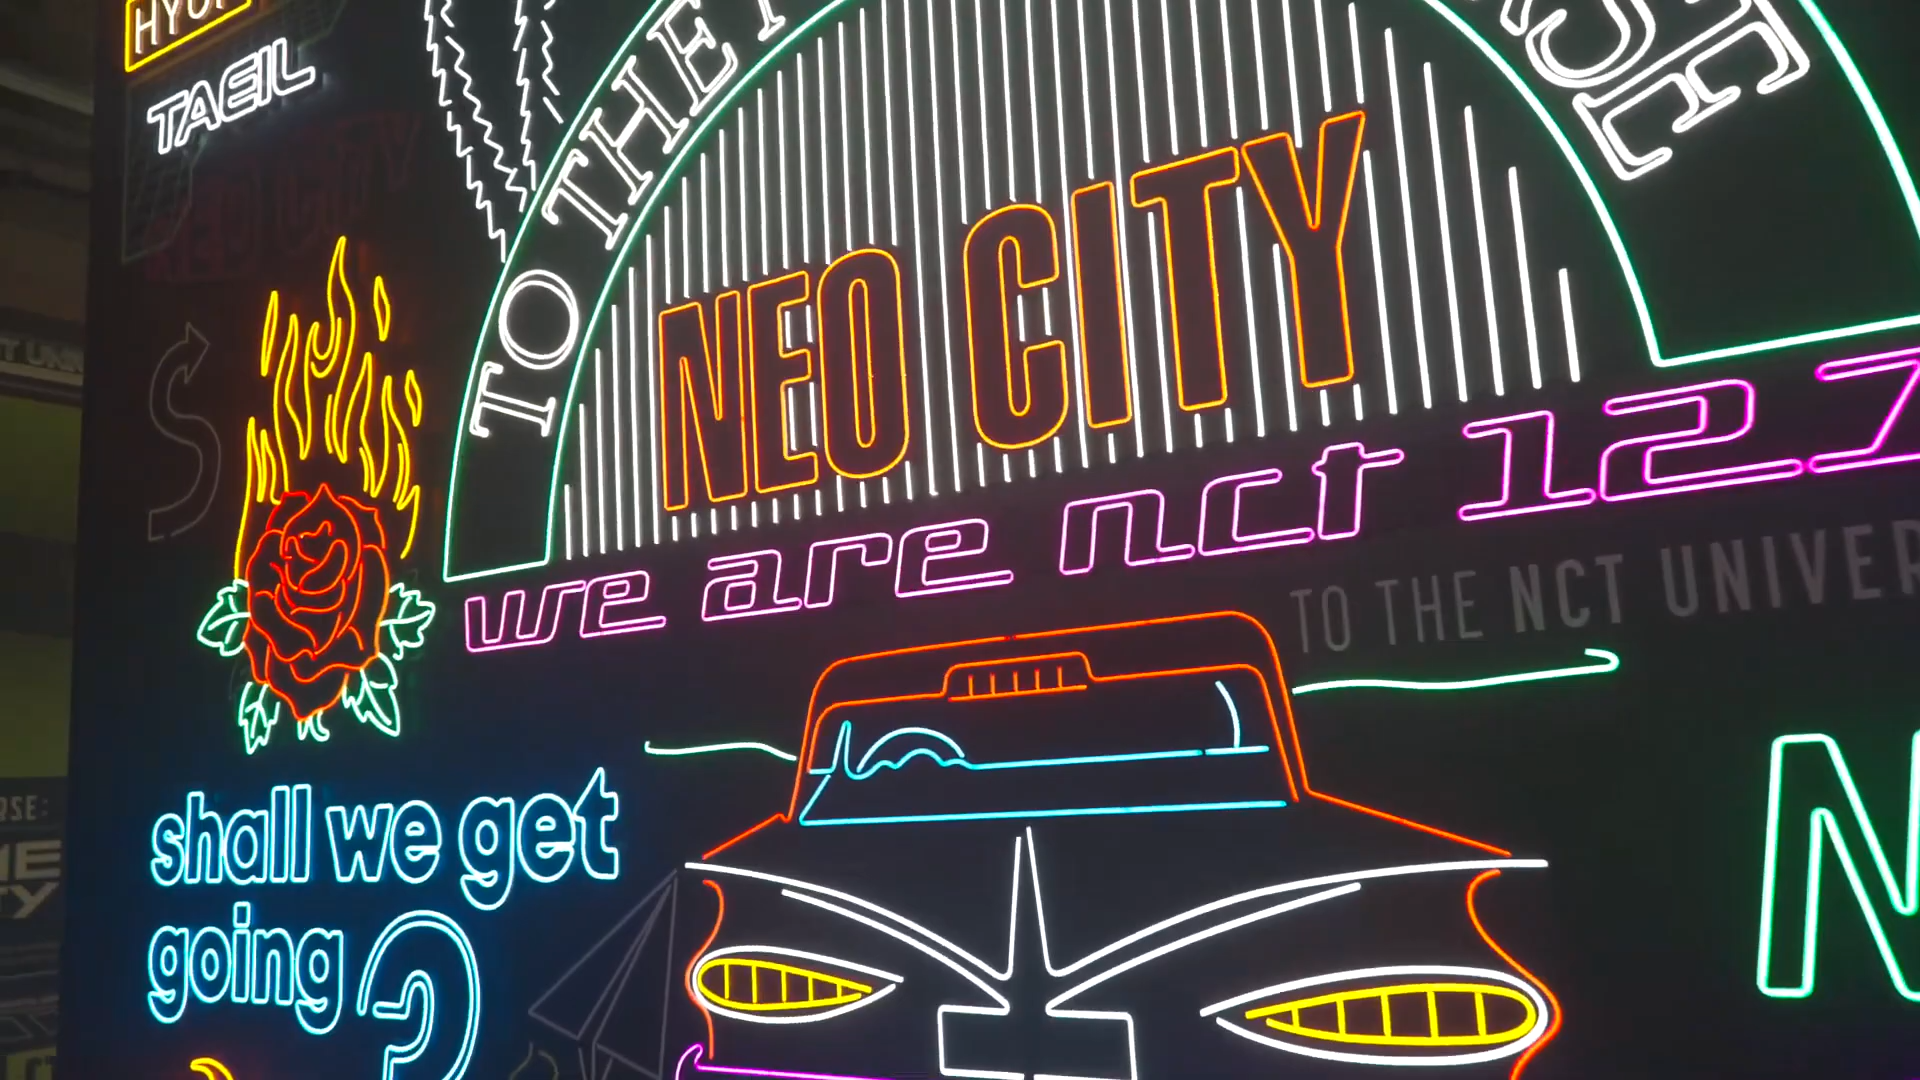 TAEIL
TO THE
NEO CITY
we are nct 127
TO THE NCT UNIVER
shall we get
going?
N